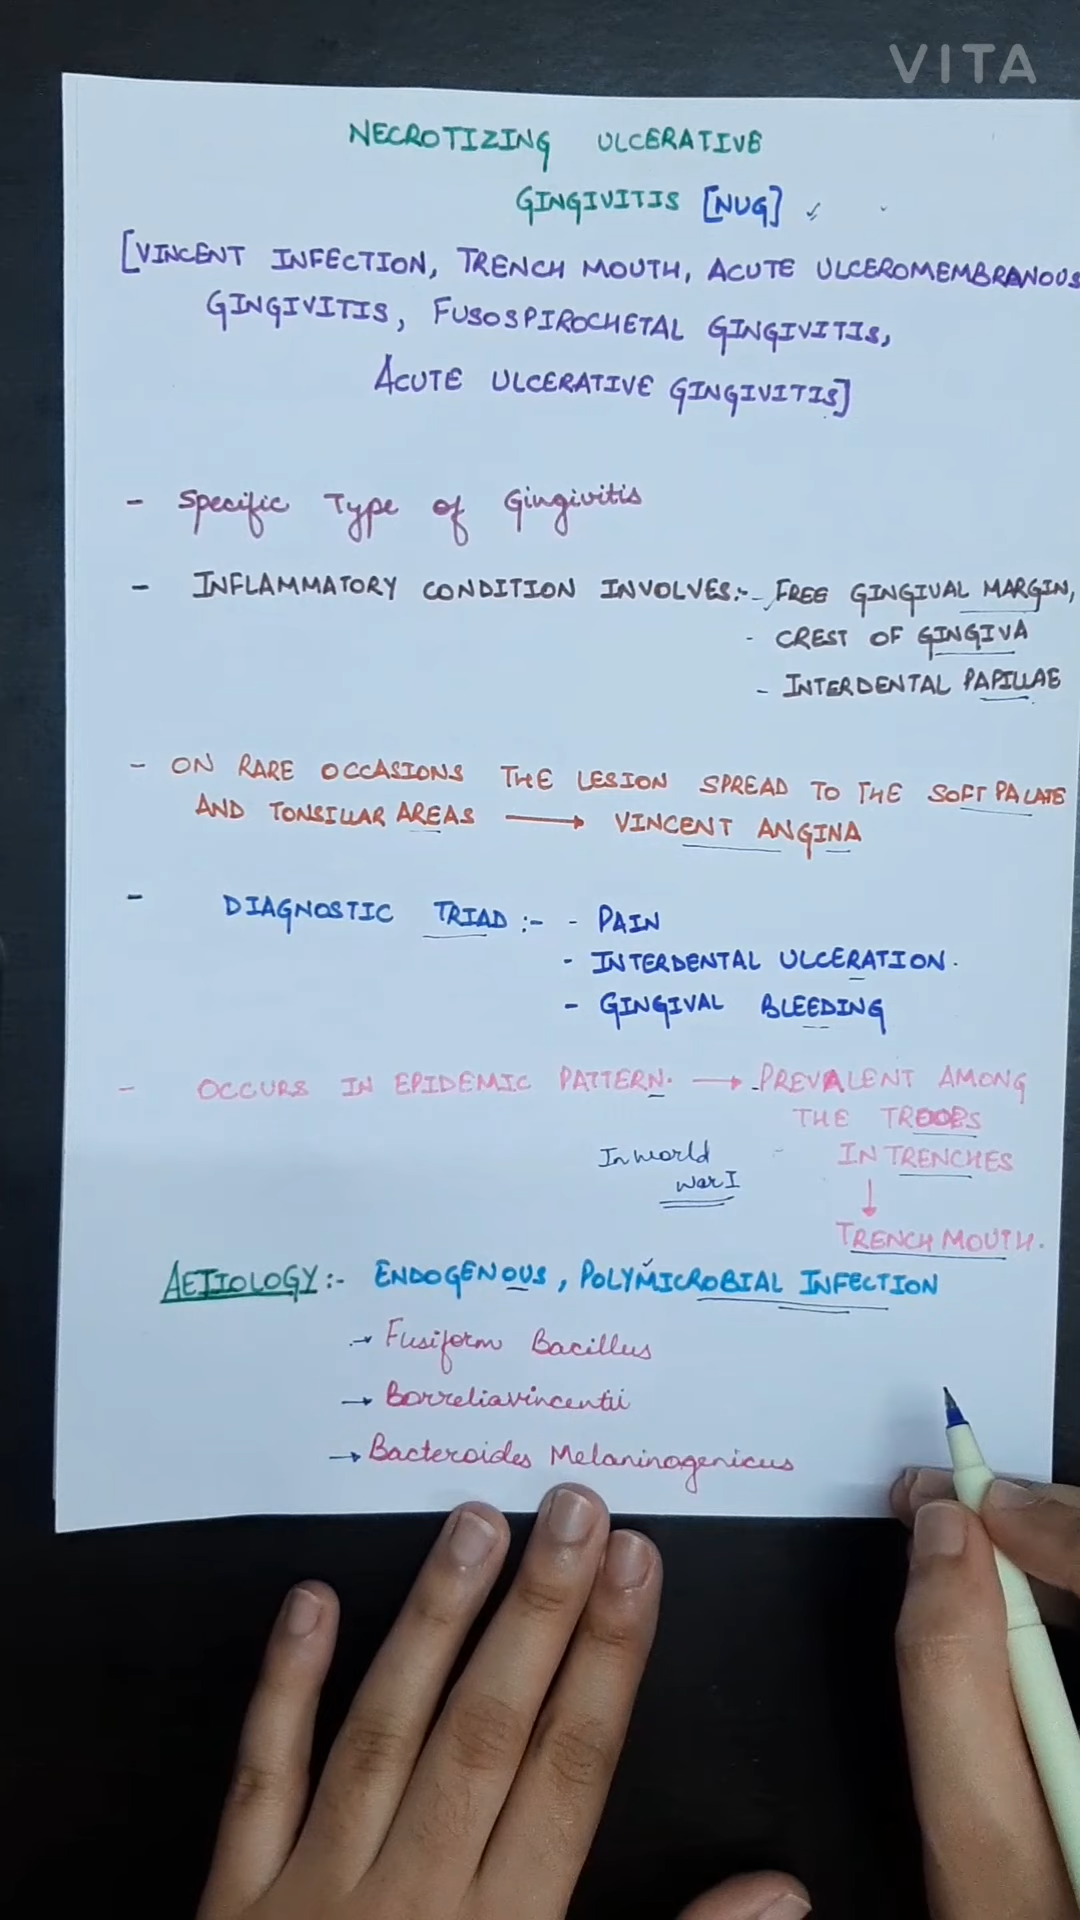 VITA
NECROTIZING ULCERATIVE
GINGIVITIS [NUG]
[VINCENT INFECTION, TRENCH MOUTH, ACUTE ULCEROMEMBRANOUS
GINGIVITIS, FUSOSPIROCHETAL GINGIVITIS,
ACUTE ULCERATIVE GINGIVITIS]
- Specific Type of Gingivitis
- INFLAMMATORY CONDITION INVOLVES:- - FREE GINGIVAL MARGIN,
- CREST OF GINGIVA
- INTERDENTAL PAPILLAE
- ON RARE OCCASIONS THE LESION SPREAD TO THE SOFT PALATE
AND TONSILLAR AREAS → VINCENT ANGINA
- DIAGNOSTIC TRIAD :- - PAIN
- INTERDENTAL ULCERATION.
- GINGIVAL BLEEDING
- OCCURS IN EPIDEMIC PATTERN. → PREVALENT AMONG
THE TROOPS
IN TRENCHES
In world
war I
↓
TRENCH MOUTH.
AETIOLOGY:- ENDOGENOUS, POLYMICROBIAL INFECTION
→ Fusiform Bacillus
→ Borreliavincentii
→ Bacteroides Melaninogenicus